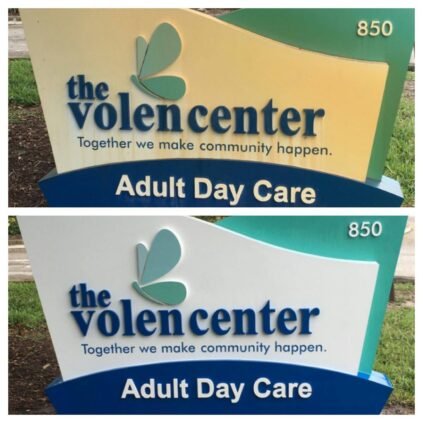 850
the
volencenter
Together we make community happen.
Adult Day Care
850
the
volencenter
Together we make community happen.
Adult Day Care